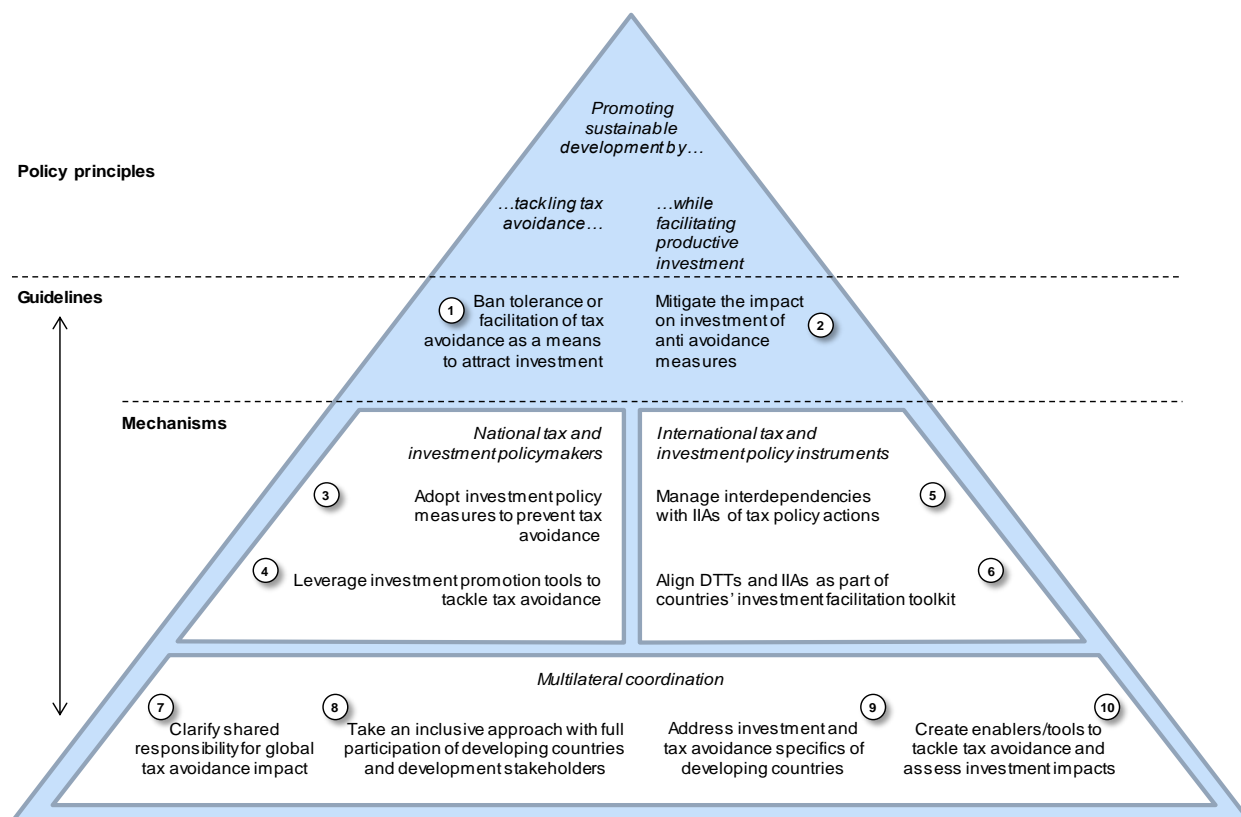 Promoting
sustainable
development by…
Policy principles
…tackling tax
avoidance…
…while
facilitating
productive
investment
Guidelines
1
Ban tolerance or
facilitation of tax
avoidance as a means
to attract investment
Mitigate the impact
on investment of
anti avoidance
measures
2
Mechanisms
National tax and
investment policymakers
3
Adopt investment policy
measures to prevent tax
avoidance
4
Leverage investment promotion tools to
tackle tax avoidance
International tax and
investment policy instruments
Manage interdependencies
with IIAs of tax policy actions
5
Align DTTs and IIAs as part of
countries’ investment facilitation toolkit
6
Multilateral coordination
7
Clarify shared
responsibility for global
tax avoidance impact
8
Take an inclusive approach with full
participation of developing countries
and development stakeholders
9
Address investment and
tax avoidance specifics of
developing countries
10
Create enablers/tools to
tackle tax avoidance and
assess investment impacts